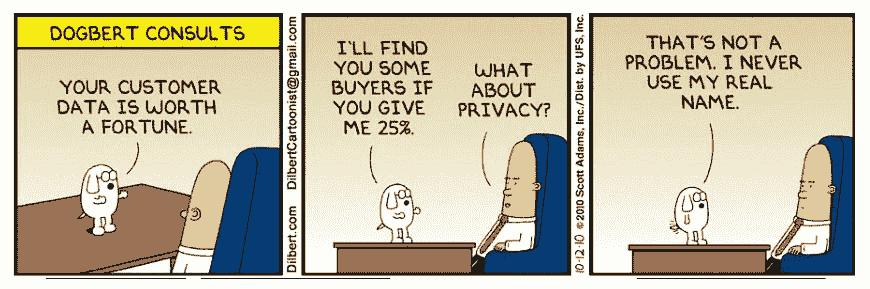 DOGBERT CONSULTS
YOUR CUSTOMER
DATA IS WORTH
A FORTUNE.
Dilbert.com DilbertCartoonist@gmail.com
I'LL FIND
YOU SOME
BUYERS IF
YOU GIVE
ME 25%.
WHAT
ABOUT
PRIVACY?
10-12-10 © 2010 Scott Adams, Inc./Dist. by UFS, Inc.
THAT'S NOT A
PROBLEM. I NEVER
USE MY REAL
NAME.